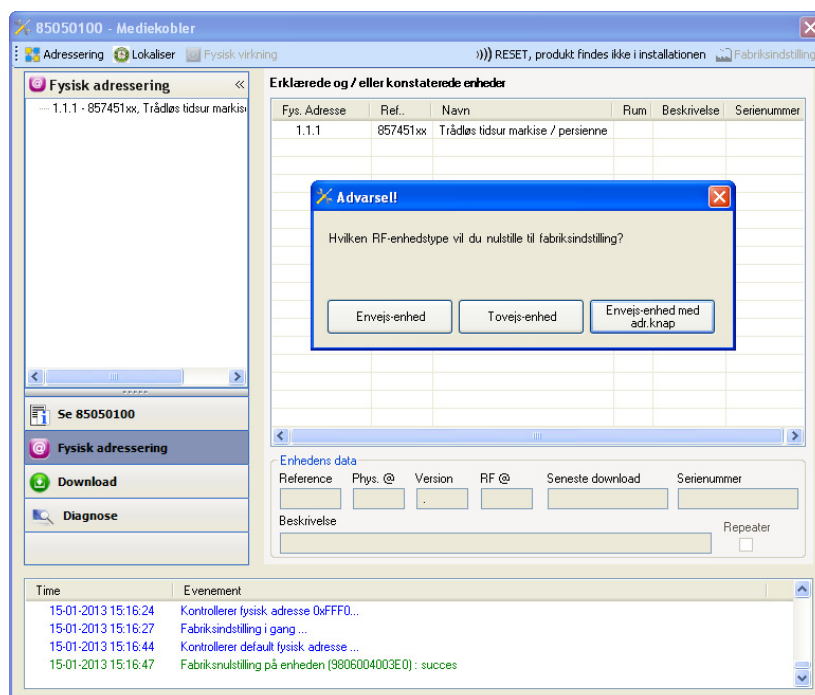 85050100 - Mediekobler
Adressering Lokaliser Fysisk virkning ))) RESET, produkt findes ikke i installationen Fabriksindstilling
Fysisk adressering «
1.1.1 - 857451xx, Trådløs tidsur markise
Se 85050100
Fysisk adressering
Download
Diagnose
Erklærede og / eller konstaterede enheder
Fys. Adresse Ref.. Navn Rum Beskrivelse Serienummer
1.1.1 857451xx Trådløs tidsur markise / persienne
Advarsel!
Hvilken RF-enhedstype vil du nulstille til fabriksindstilling?
Envejs-enhed Tovejs-enhed Envejs-enhed med
adr.knap
Enhedens data
Reference Phys. @ Version RF @ Seneste download Serienummer
.
Beskrivelse
Repeater
Time Evenement
15-01-2013 15:16:24 Kontrollerer fysisk adresse 0xFFF0...
15-01-2013 15:16:27 Fabriksindstilling i gang ...
15-01-2013 15:16:44 Kontrollerer default fysisk adresse ...
15-01-2013 15:16:47 Fabriksnulstilling på enheden (9806004003E0) : succes